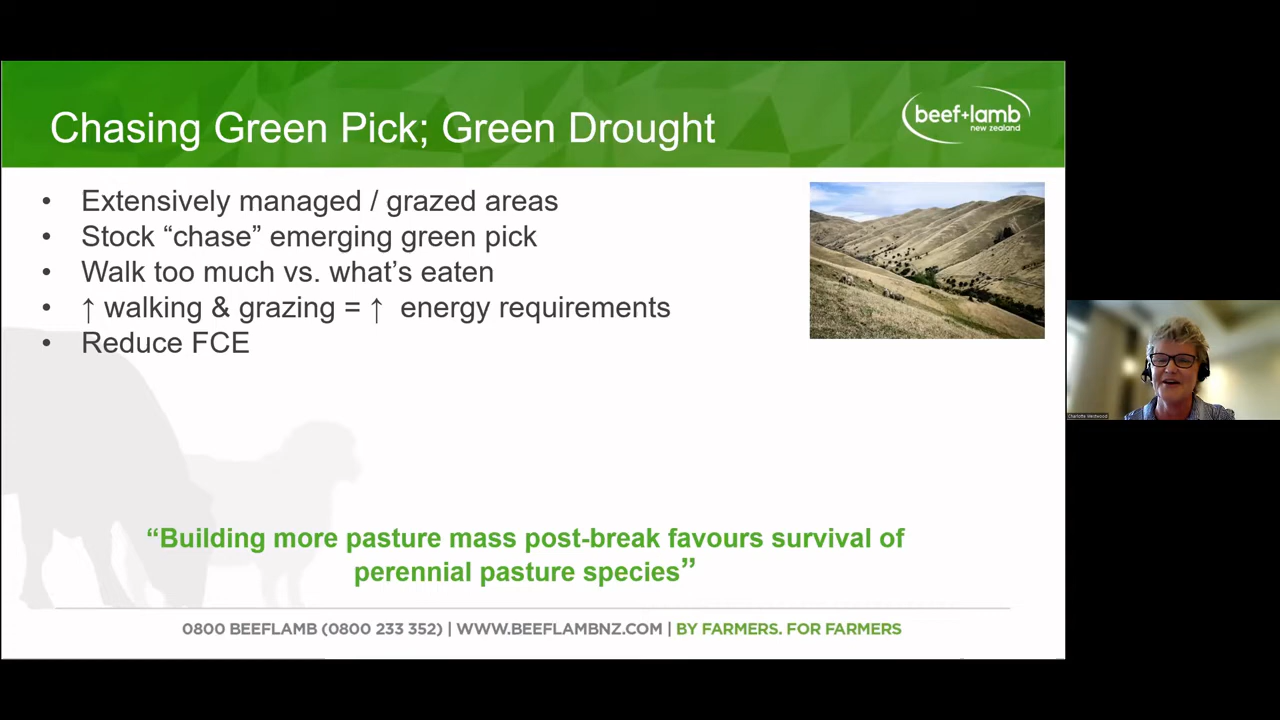 Chasing Green Pick; Green Drought
beef+lamb
new zealand
• Extensively managed / grazed areas
• Stock “chase” emerging green pick
• Walk too much vs. what’s eaten
• ↑ walking & grazing = ↑ energy requirements
• Reduce FCE
“Building more pasture mass post-break favours survival of
perennial pasture species”
0800 BEEFLAMB (0800 233 352) | WWW.BEEFLAMBNZ.COM | BY FARMERS. FOR FARMERS
Charlotte Westwood